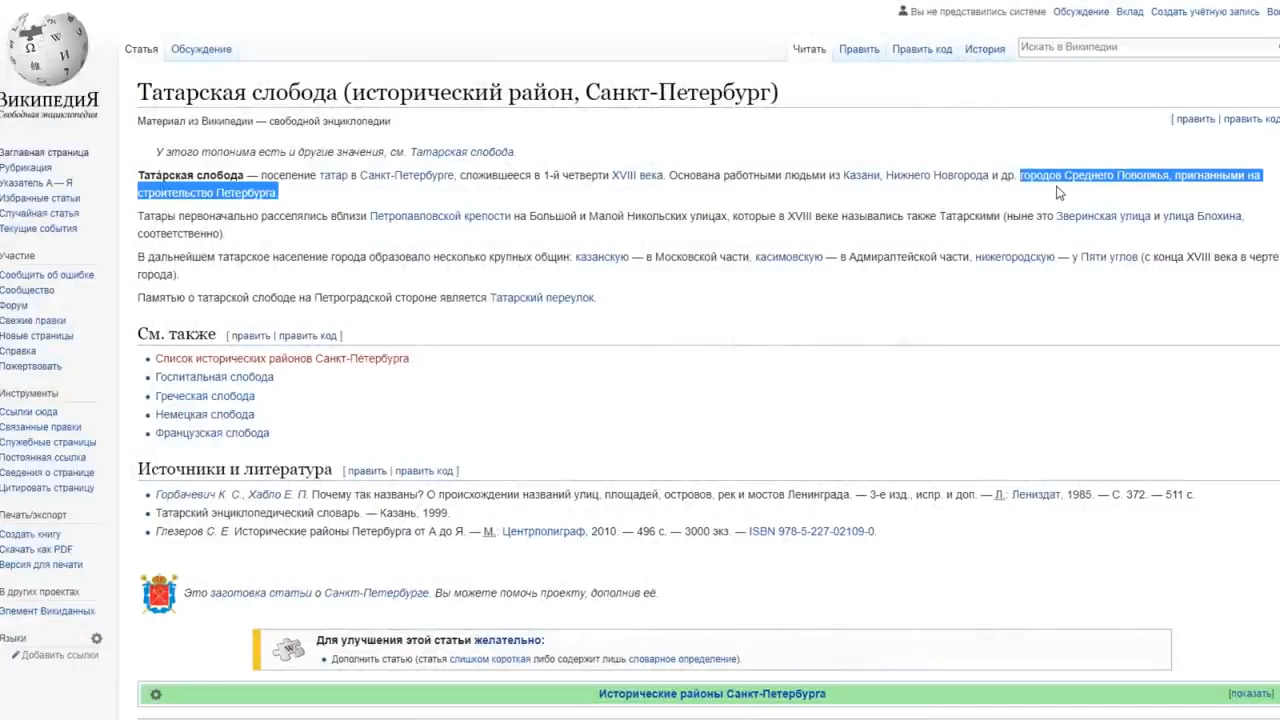 Вы не представились системе Обсуждение Вклад Создать учётную запись
ВикипедиЯ
Свободная энциклопедия
Статья Обсуждение Читать Править Править код История Искать в Википедии
Татарская слобода (исторический район, Санкт-Петербург)
Материал из Википедии — свободной энциклопедии [ править | править код
У этого топонима есть и другие значения, см. Татарская слобода.
Тата́рская слобода — поселение татар в Санкт-Петербурге, сложившееся в 1-й четверти XVIII века. Основана работными людьми из Казани, Нижнего Новгорода и др. городов Среднего Поволжья, пригнанными на
строительство Петербурга.
Татары первоначально расселялись вблизи Петропавловской крепости на Большой и Малой Никольских улицах, которые в XVIII веке назывались также Татарскими (ныне это Зверинская улица и улица Блохина,
соответственно).
В дальнейшем татарское население города образовало несколько крупных общин: казанскую — в Московской части, касимовскую — в Адмиралтейской части, нижегородскую — у Пяти углов (с конца XVIII века в черте
города).
Памятью о татарской слободе на Петроградской стороне является Татарский переулок.
См. также [ править | править код ]
Список исторических районов Санкт-Петербурга
Госпитальная слобода
Греческая слобода
Немецкая слобода
Французская слобода
Источники и литература [ править | править код ]
Горбачевич К. С., Хабло Е. П. Почему так названы? О происхождении названий улиц, площадей, островов, рек и мостов Ленинграда. — 3-е изд., испр. и доп. — Л.: Лениздат, 1985. — С. 372. — 511 с.
Татарский энциклопедический словарь. — Казань, 1999.
Глезеров С. Е. Исторические районы Петербурга от А до Я. — М.: Центрполиграф, 2010. — 496 с. — 3000 экз. — ISBN 978-5-227-02109-0.
Это заготовка статьи о Санкт-Петербурге. Вы можете помочь проекту, дополнив её.
Для улучшения этой статьи желательно:
Дополнить статью (статья слишком короткая либо содержит лишь словарное определение).
Исторические районы Санкт-Петербурга [показать]
Заглавная страница
Рубрикация
Указатель А — Я
Избранные статьи
Случайная статья
Текущие события
Участие
Сообщить об ошибке
Сообщество
Форум
Свежие правки
Новые страницы
Справка
Пожертвовать
Инструменты
Ссылки сюда
Связанные правки
Служебные страницы
Постоянная ссылка
Сведения о странице
Цитировать страницу
Печать/экспорт
Создать книгу
Скачать как PDF
Версия для печати
В других проектах
Элемент Викиданных
Языки
Добавить ссылки